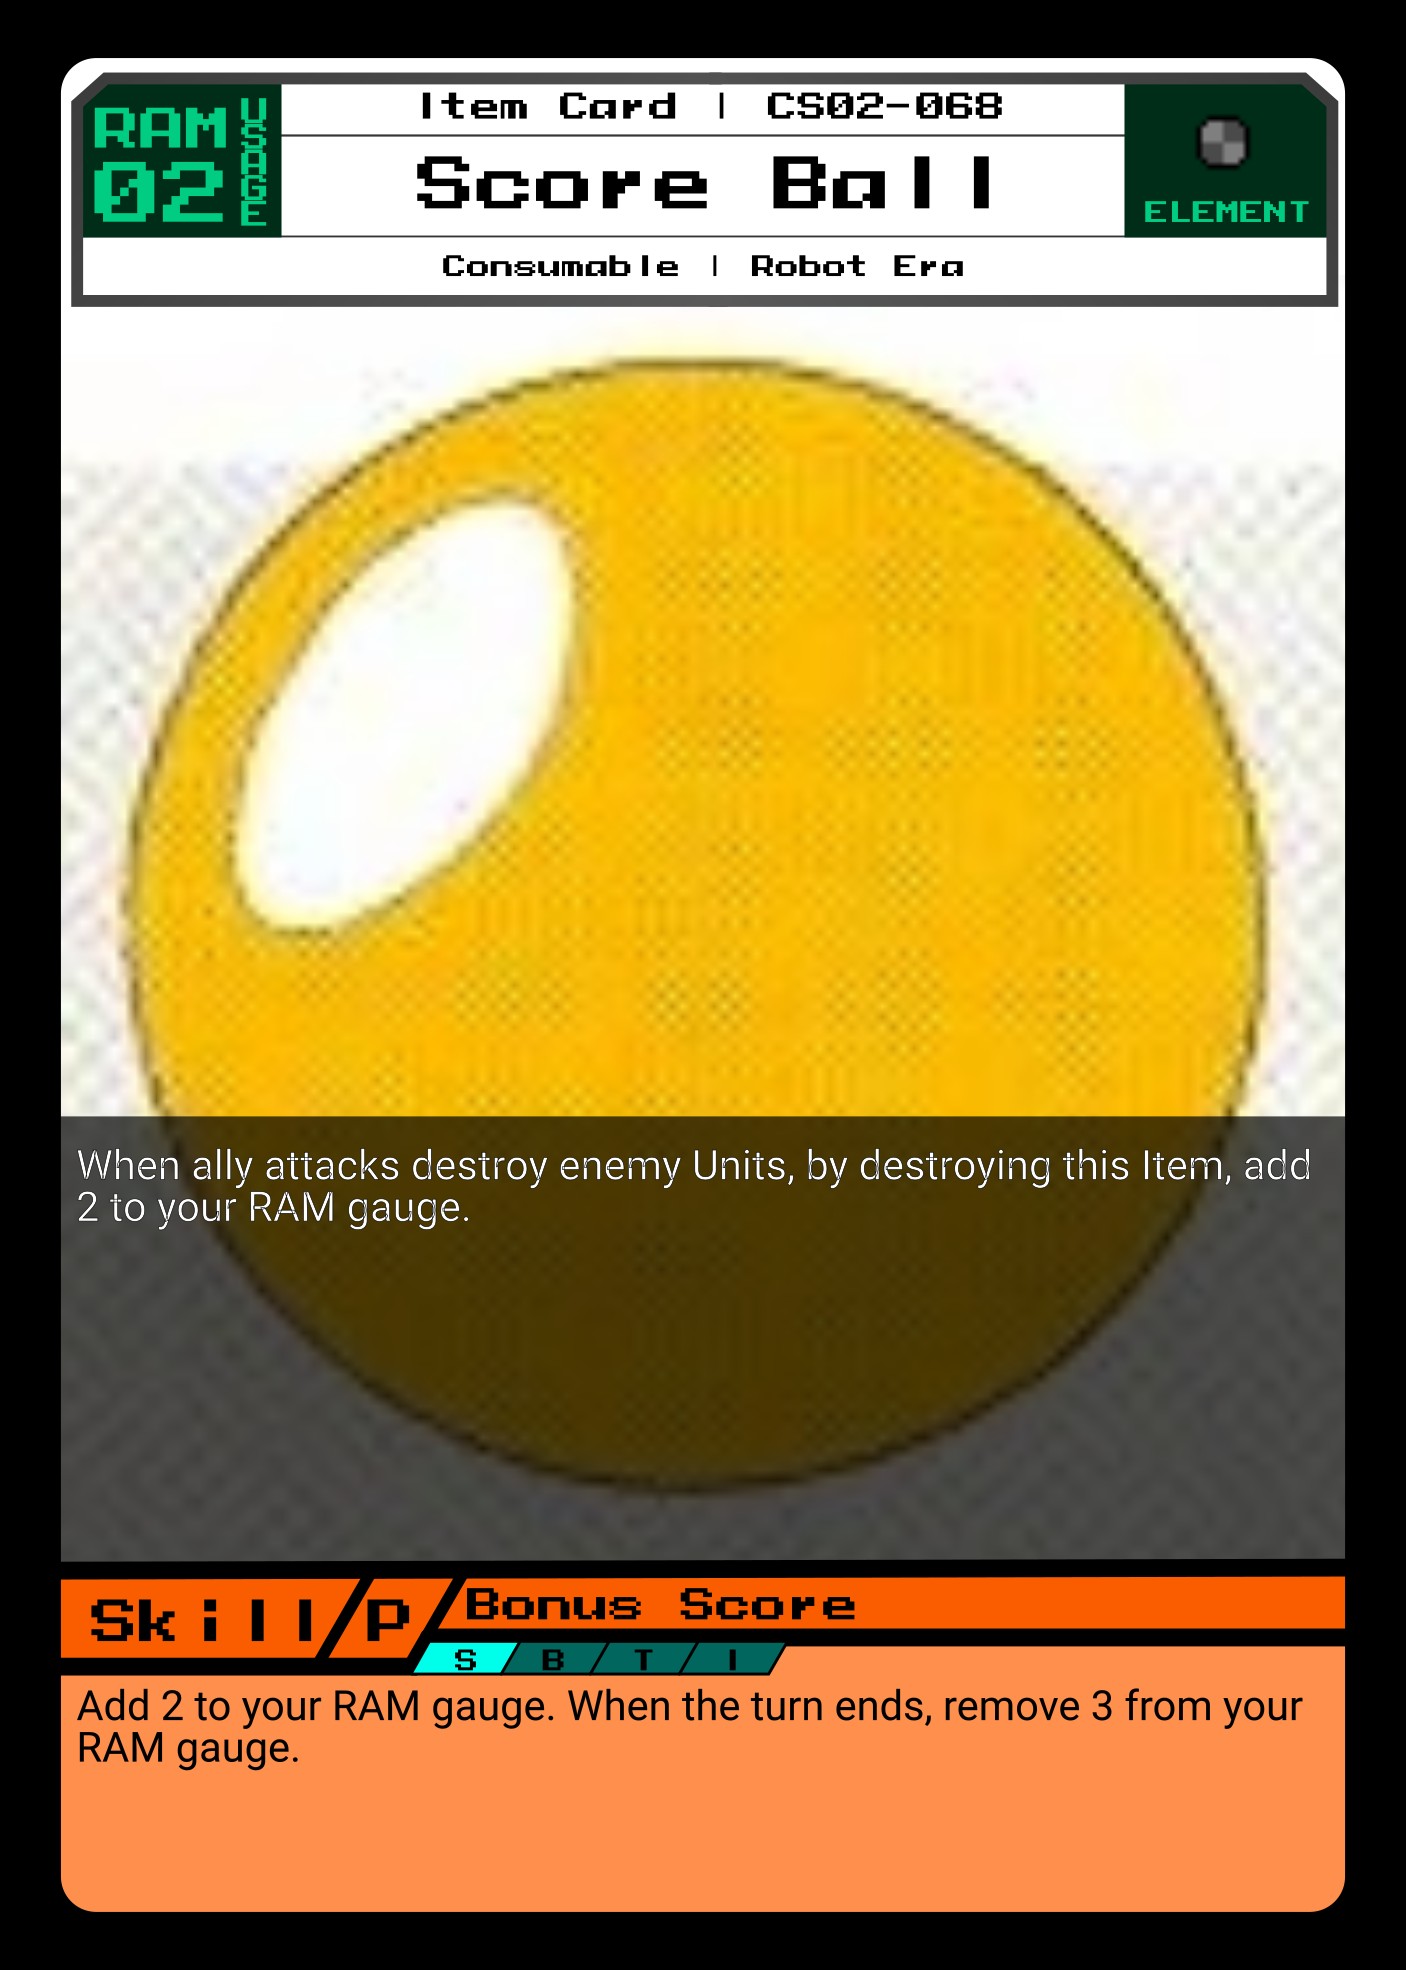 Item Card | CS02-068
RAM
USAGE
02
Score Ball
ELEMENT
Consumable | Robot Era
When ally attacks destroy enemy Units, by destroying this Item, add
2 to your RAM gauge.
Skill/P/Bonus Score
S B T I
Add 2 to your RAM gauge. When the turn ends, remove 3 from your
RAM gauge.